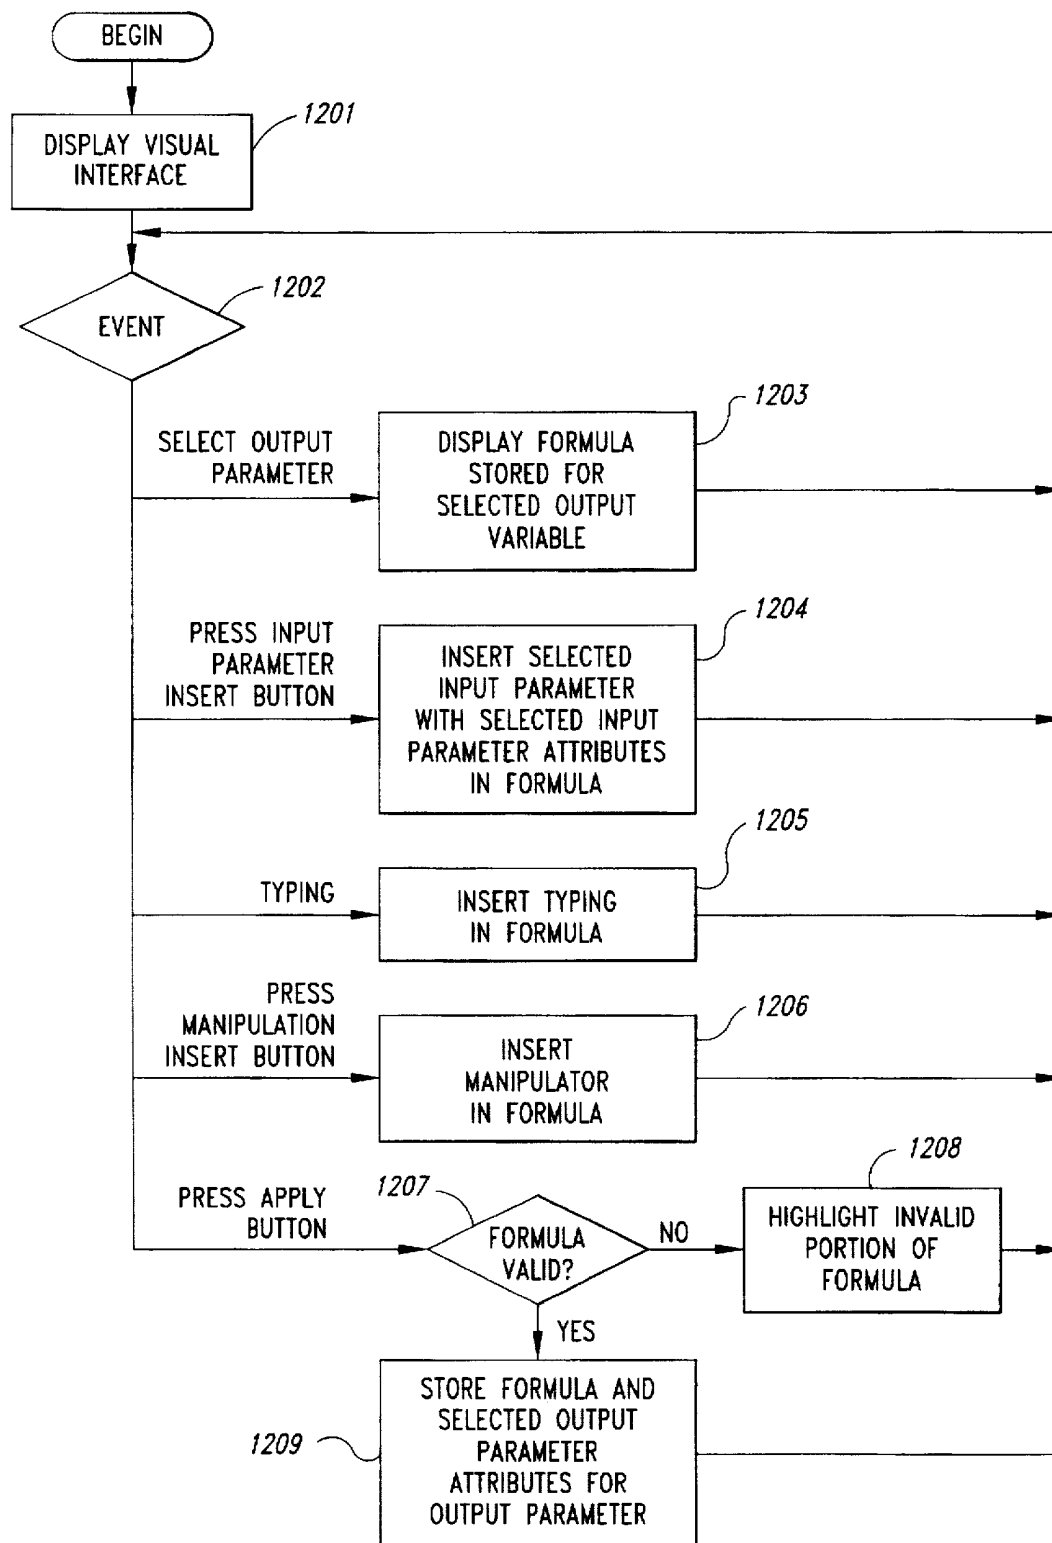 BEGIN
1201
DISPLAY VISUAL
INTERFACE
1202
EVENT
1203
SELECT OUTPUT
PARAMETER
DISPLAY FORMULA
STORED FOR
SELECTED OUTPUT
VARIABLE
1204
PRESS INPUT
PARAMETER
INSERT BUTTON
INSERT SELECTED
INPUT PARAMETER
WITH SELECTED INPUT
PARAMETER ATTRIBUTES
IN FORMULA
1205
TYPING
INSERT TYPING
IN FORMULA
1206
PRESS
MANIPULATION
INSERT BUTTON
INSERT
MANIPULATOR
IN FORMULA
PRESS APPLY
BUTTON
1207
FORMULA
VALID?
NO
1208
HIGHLIGHT INVALID
PORTION OF
FORMULA
YES
1209
STORE FORMULA AND
SELECTED OUTPUT
PARAMETER
ATTRIBUTES FOR
OUTPUT PARAMETER